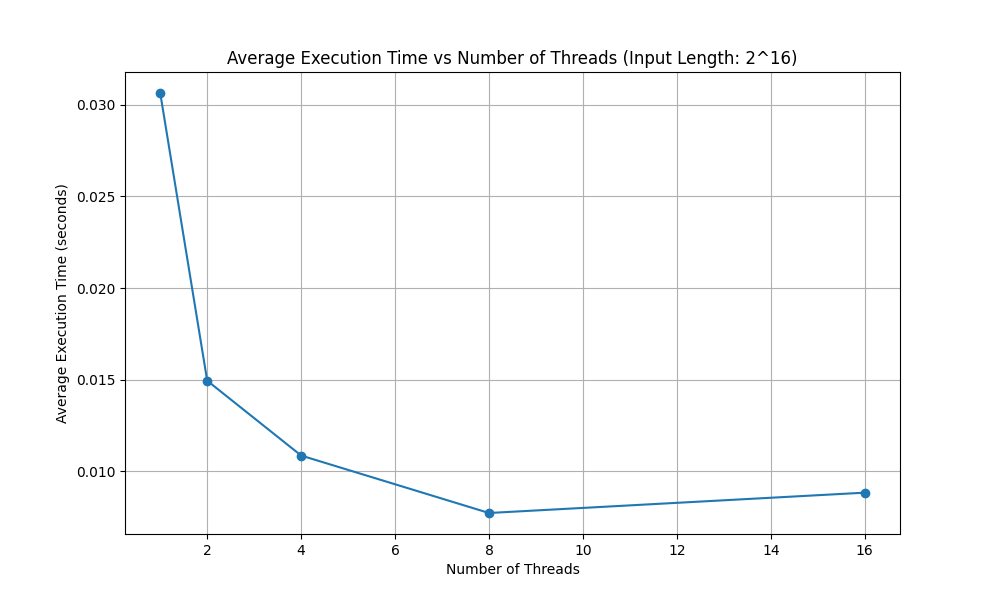 Average Execution Time vs Number of Threads (Input Length: 2^16)
0.030
0.025
0.020
0.015
0.010
Average Execution Time (seconds)
2 4 6 8 10 12 14 16
Number of Threads